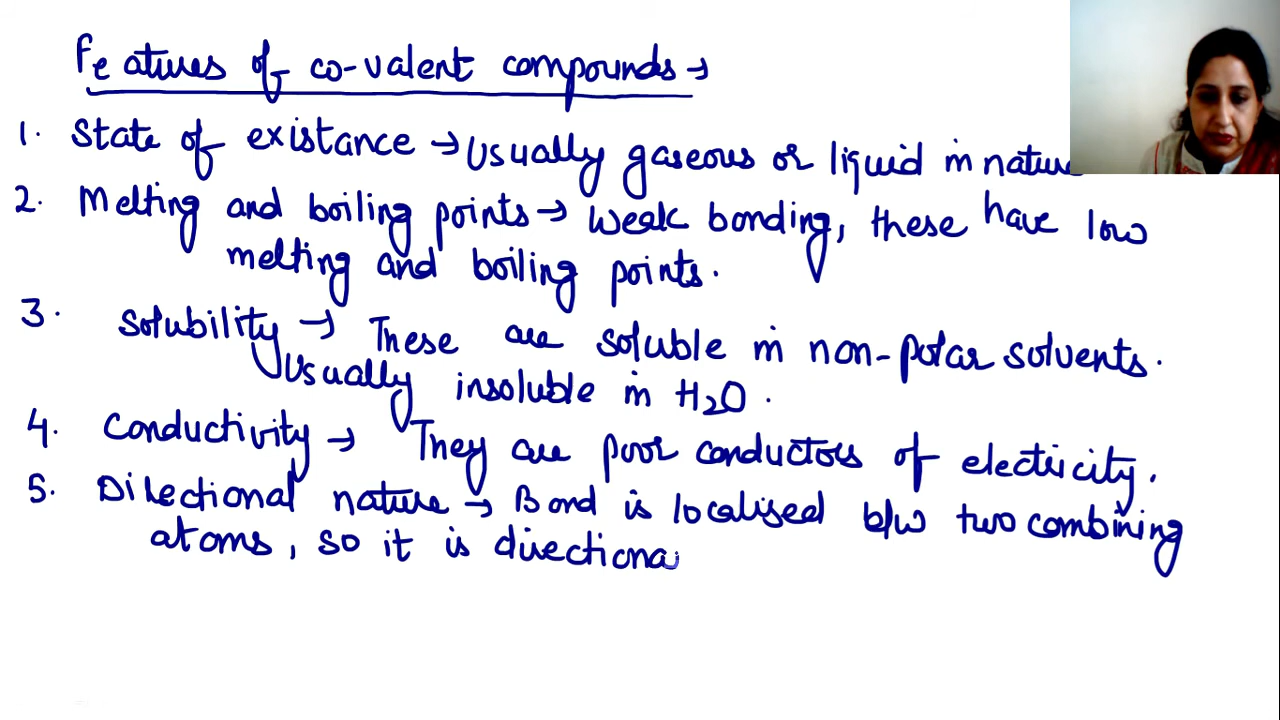 Features of co-valent compounds →
1. State of existance → Usually gaseous or liquid in nature
2. Melting and boiling points → Weak bonding, these have low
melting and boiling points.
3. Solubility → These are soluble in non-polar solvents.
Usually insoluble in H2O.
4. Conductivity → They are poor conductors of electricity.
5. Directional nature → Bond is localised b/w two combining
atoms, so it is directiona